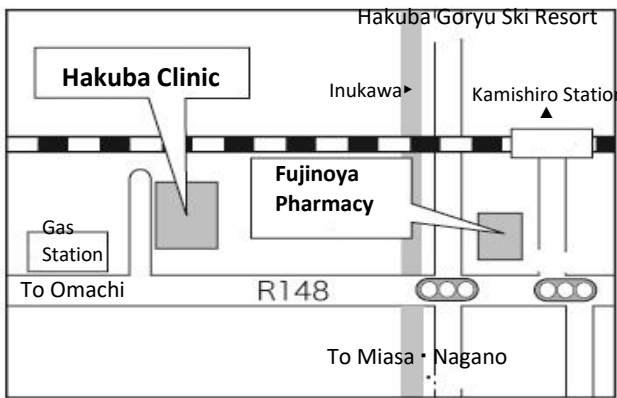 Hakuba Goryu Ski Resort
Hakuba Clinic
Inukawa▶
Kamishiro Station
▲
Fujinoya
Pharmacy
Gas
Station
To Omachi
R148
To Miasa・Nagano